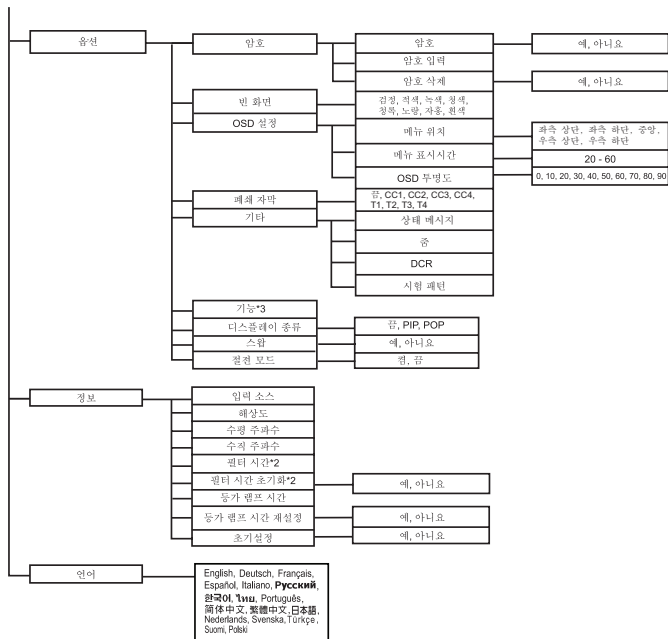 옵션
암호
암호
예, 아니요
암호 입력
암호 삭제
예, 아니요
빈 화면
검정, 적색, 녹색, 청색,
청록, 노랑, 자홍, 흰색
OSD 설정
메뉴 위치
좌측 상단, 좌측 하단, 중앙,
우측 상단, 우측 하단
메뉴 표시시간
20 - 60
OSD 투명도
0, 10, 20, 30, 40, 50, 60, 70, 80, 90
폐쇄 자막
끔, CC1, CC2, CC3, CC4,
T1, T2, T3, T4
기타
상태 메시지
줌
DCR
시험 패턴
기능*3
디스플레이 종류
끔, PIP, POP
스왑
예, 아니요
절전 모드
켬, 끔
정보
입력 소스
해상도
수평 주파수
수직 주파수
필터 시간*2
필터 시간 초기화*2
예, 아니요
등가 램프 시간
등가 램프 시간 재설정
예, 아니요
초기설정
예, 아니요
언어
English, Deutsch, Français,
Español, Italiano, Русский,
한국어, ไทย, Português,
简体中文, 繁體中文, 日本語,
Nederlands, Svenska, Türkçe,
Suomi, Polski